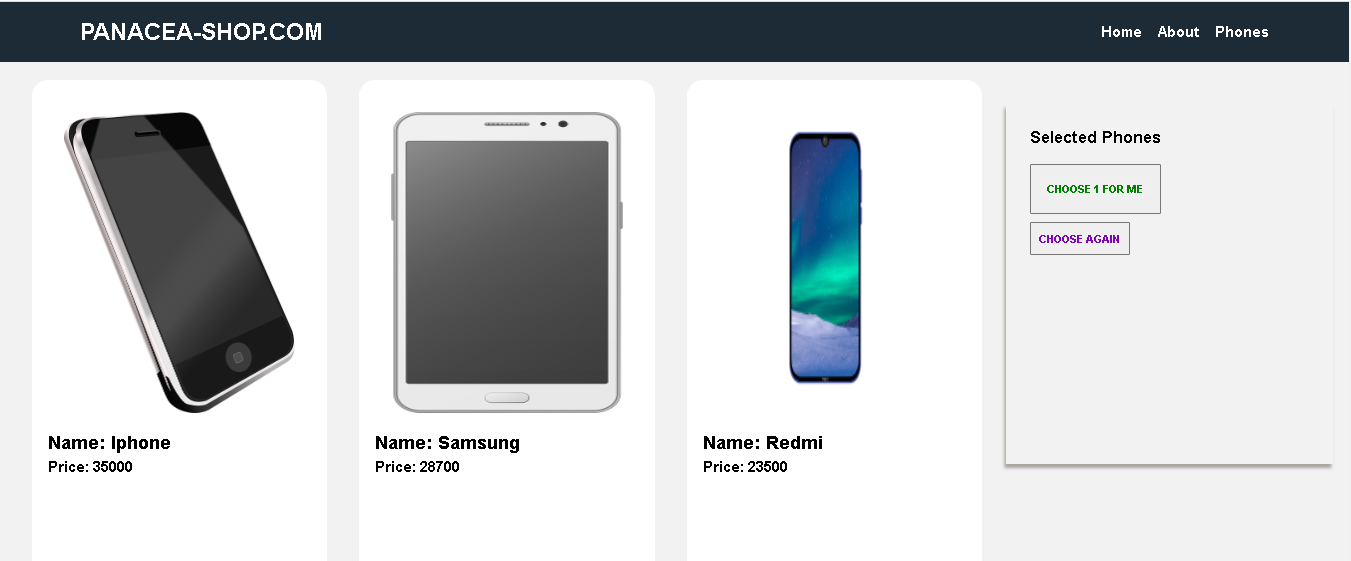 PANACEA-SHOP.COM
Home About Phones
Name: Iphone
Price: 35000
Name: Samsung
Price: 28700
Name: Redmi
Price: 23500
Selected Phones
CHOOSE 1 FOR ME
CHOOSE AGAIN